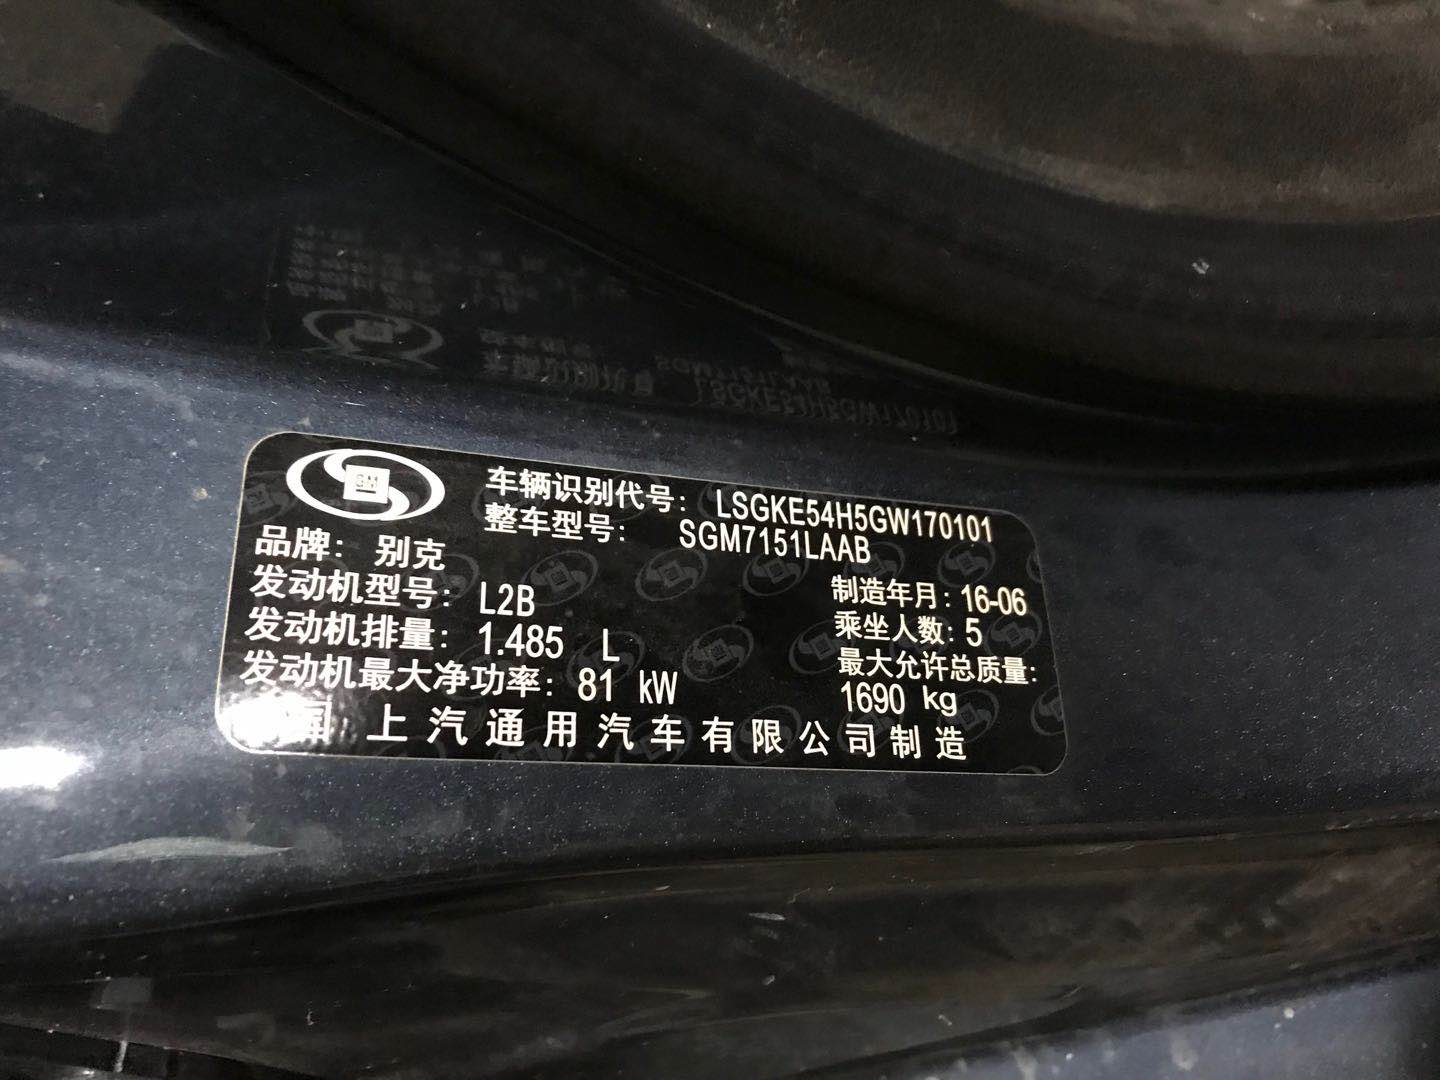 车辆识别代号: LSGKE54H5GW170101
整车型号: SGM7151LAAB
品牌: 别克
发动机型号: L2B
制造年月: 16-06
发动机排量: 1.485 L
乘坐人数: 5
发动机最大净功率: 81 kW
最大允许总质量:
1690 kg
上汽通用汽车有限公司制造